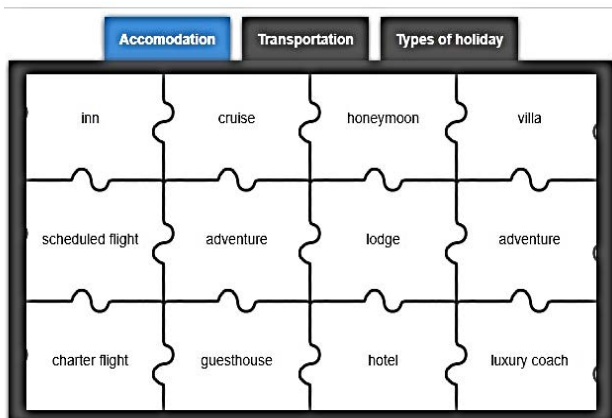 Accomodation Transportation Types of holiday
inn cruise honeymoon villa
scheduled flight adventure lodge adventure
charter flight guesthouse hotel luxury coach